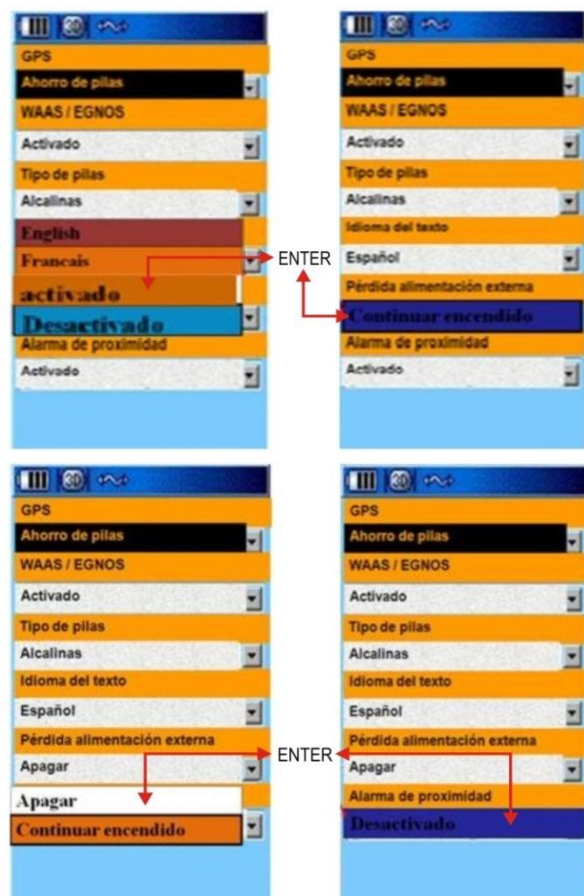 3D
GPS
Ahorro de pilas
WAAS / EGNOS
Activado
Tipo de pilas
Alcalinas
English
Francais
activado
Desactivado
Alarma de proximidad
Activado
ENTER
3D
GPS
Ahorro de pilas
WAAS / EGNOS
Activado
Tipo de pilas
Alcalinas
Idioma del texto
Español
Pérdida alimentación externa
Continuar encendido
Alarma de proximidad
Activado
3D
GPS
Ahorro de pilas
WAAS / EGNOS
Activado
Tipo de pilas
Alcalinas
Idioma del texto
Español
Pérdida alimentación externa
Apagar
Apagar
Continuar encendido
ENTER
3D
GPS
Ahorro de pilas
WAAS / EGNOS
Activado
Tipo de pilas
Alcalinas
Idioma del texto
Español
Pérdida alimentación externa
Apagar
Alarma de proximidad
Desactivado